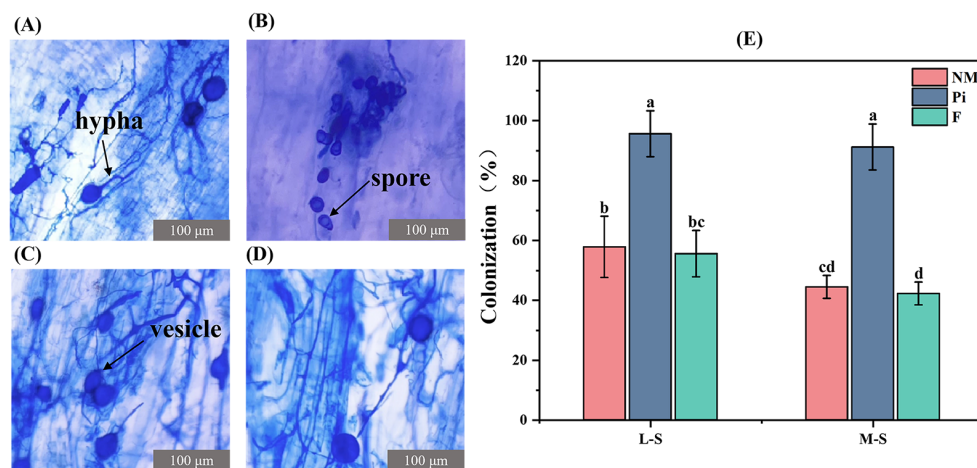 (A)
hypha
100 μm
(B)
spore
100 μm
(C)
vesicle
100 μm
(D)
100 μm
(E)
Colonization（%）
120
100
80
60
40
20
0
NM
Pi
F
b
a
bc
cd
a
d
L-S
M-S